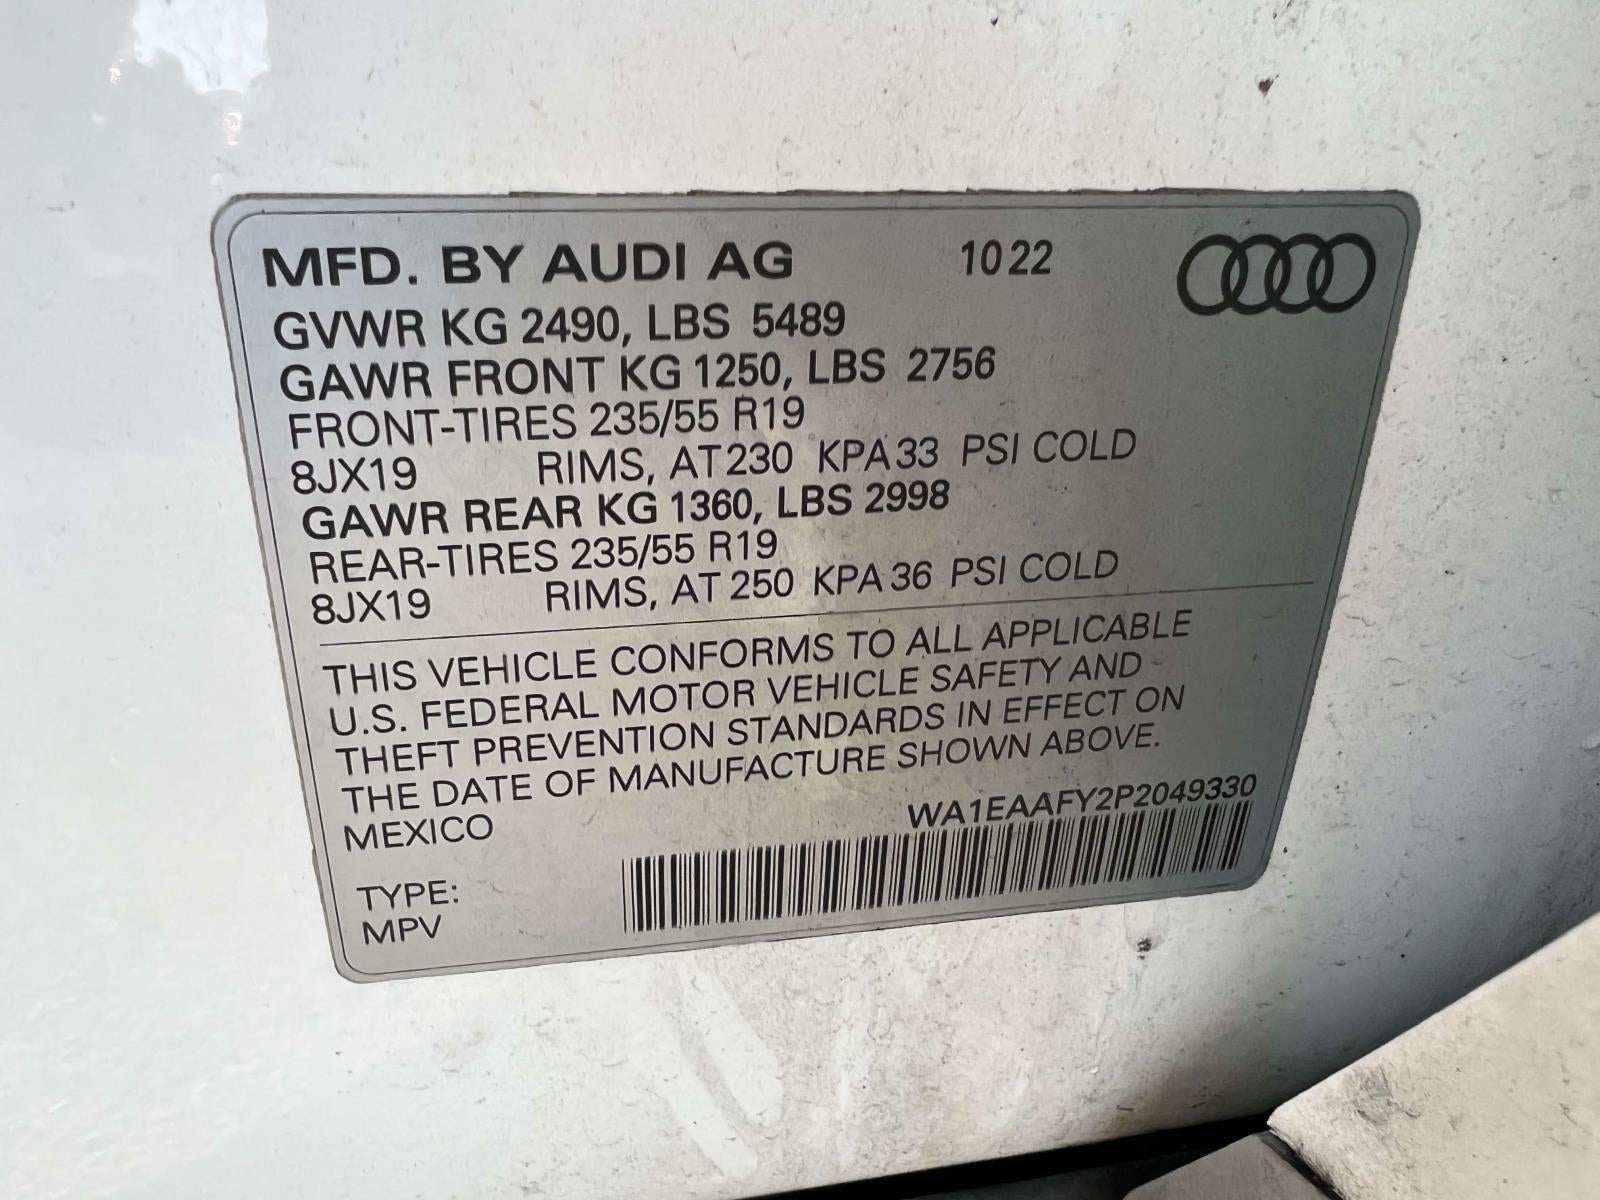 MFD. BY AUDI AG 10 22
GVWR KG 2490, LBS 5489
GAWR FRONT KG 1250, LBS 2756
FRONT-TIRES 235/55 R19
8JX19 RIMS, AT 230 KPA 33 PSI COLD
GAWR REAR KG 1360, LBS 2998
REAR-TIRES 235/55 R19
8JX19 RIMS, AT 250 KPA 36 PSI COLD
THIS VEHICLE CONFORMS TO ALL APPLICABLE
U.S. FEDERAL MOTOR VEHICLE SAFETY AND
THEFT PREVENTION STANDARDS IN EFFECT ON
THE DATE OF MANUFACTURE SHOWN ABOVE.
MEXICO WA1EAAFY2P2049330
TYPE:
MPV